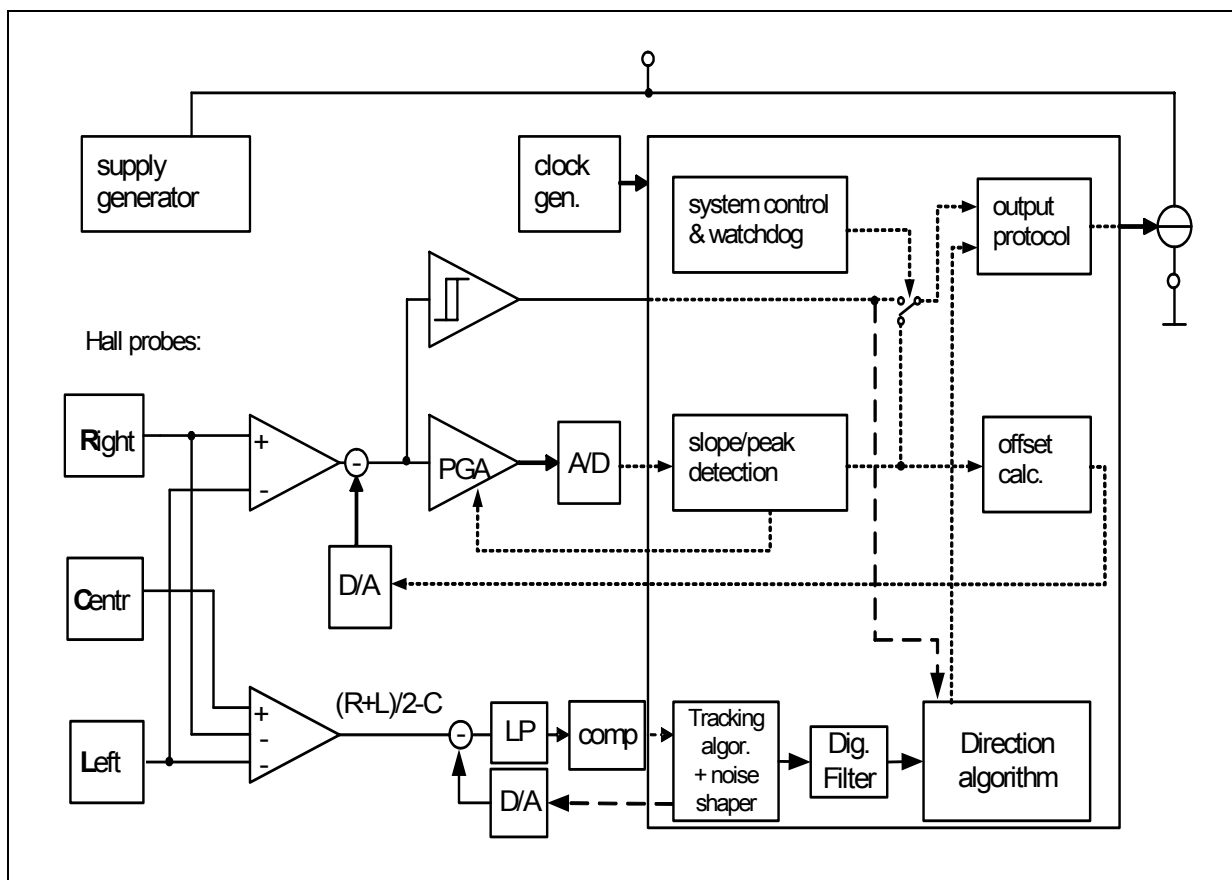 supply
generator
clock
gen.
system control
& watchdog
output
protocol
Hall probes:
Right
+
-
-
PGA
A/D
slope/peak
detection
offset
calc.
D/A
Centr
Left
+
-
-
(R+L)/2-C
-
LP
comp
D/A
Tracking
algor.
+ noise
shaper
Dig.
Filter
Direction
algorithm